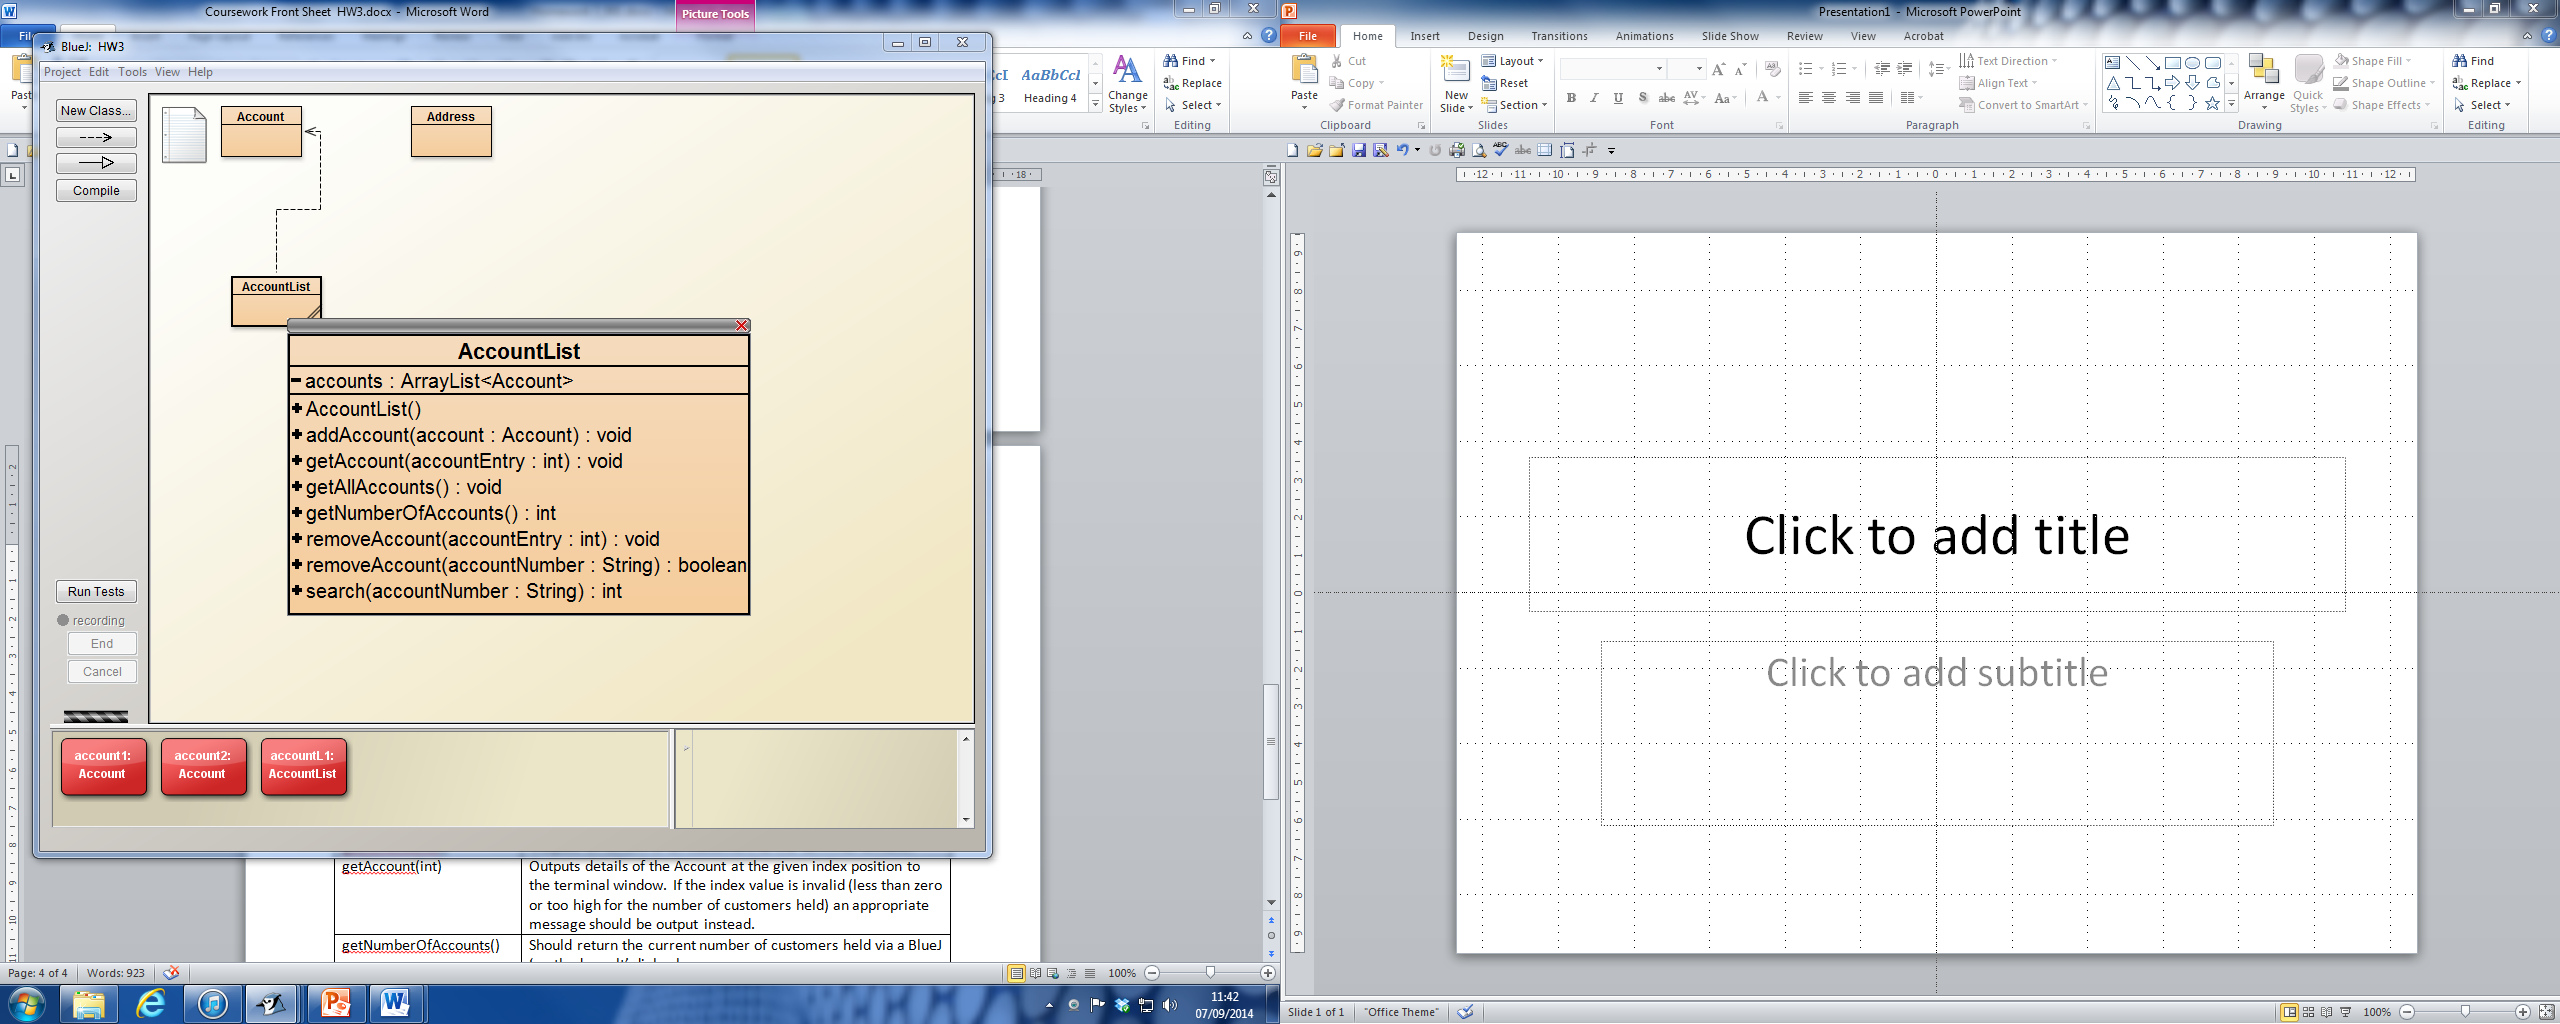 Coursework Front Sheet  HW3.docx  -  Microsoft Word
Picture Tools
BlueJ:  HW3
Project  Edit  Tools  View  Help
New Class...
Compile
Run Tests
recording
End
Cancel
Account
Address
AccountList
AccountList
accounts : ArrayList<Account>
AccountList()
addAccount(account : Account) : void
getAccount(accountEntry : int) : void
getAllAccounts() : void
getNumberOfAccounts() : int
removeAccount(accountEntry : int) : void
removeAccount(accountNumber : String) : boolean
search(accountNumber : String) : int
account1:
Account
account2:
Account
accountL1:
AccountList
AaBbCcI
Heading 4
Change
Styles
Find
Replace
Select
Editing
getAccount(int)
Outputs details of the Account at the given index position to
the terminal window.  If the index value is invalid (less than zero
or too high for the number of customers held) an appropriate
message should be output instead.
getNumberOfAccounts()
Should return the current number of customers held via a BlueJ
Page: 4 of 4
Words: 923
100%
11:42
07/09/2014
Presentation1  -  Microsoft PowerPoint
File
Home
Insert
Design
Transitions
Animations
Slide Show
Review
View
Acrobat
Paste
Cut
Copy
Format Painter
Clipboard
New
Slide
Layout
Reset
Section
Slides
Font
Text Direction
Align Text
Convert to SmartArt
Paragraph
Arrange
Quick
Styles
Shape Fill
Shape Outline
Shape Effects
Drawing
Find
Replace
Select
Editing
Click to add title
Click to add subtitle
Slide 1 of 1
"Office Theme"
100%